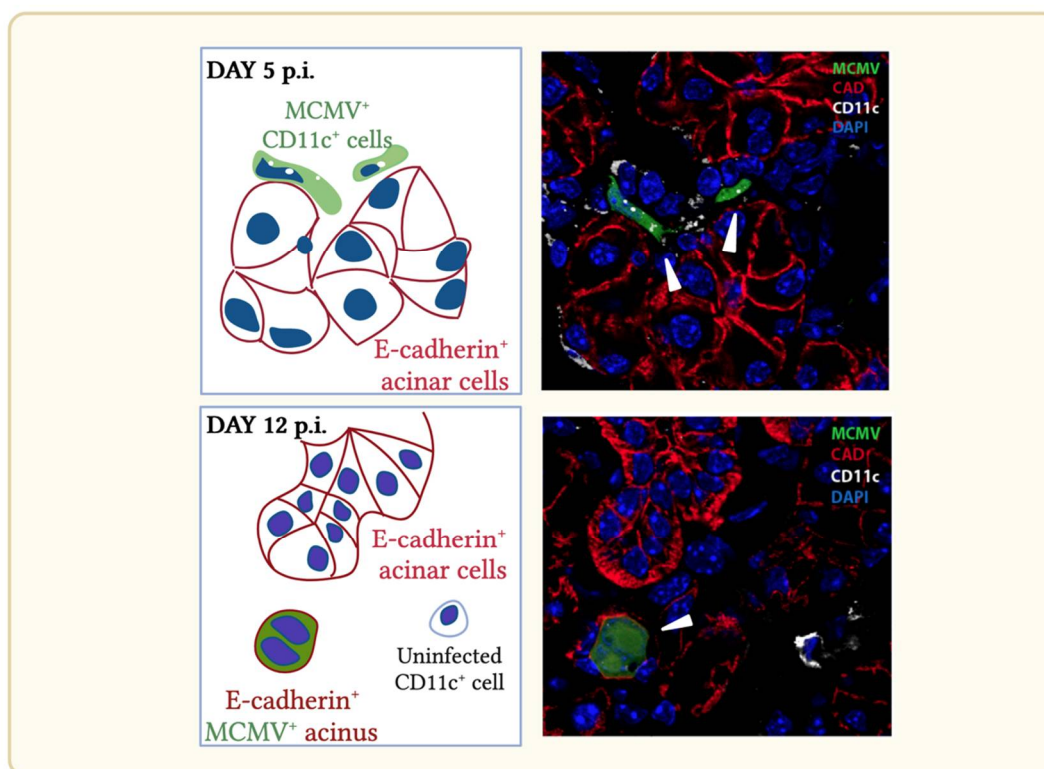 DAY 5 p.i.
MCMV⁺
CD11c⁺ cells
E-cadherin⁺
acinar cells
MCMV
CAD
CD11c
DAPI
DAY 12 p.i.
E-cadherin⁺
acinar cells
Uninfected
CD11c⁺ cell
E-cadherin⁺
MCMV⁺ acinus
MCMV
CAD
CD11c
DAPI